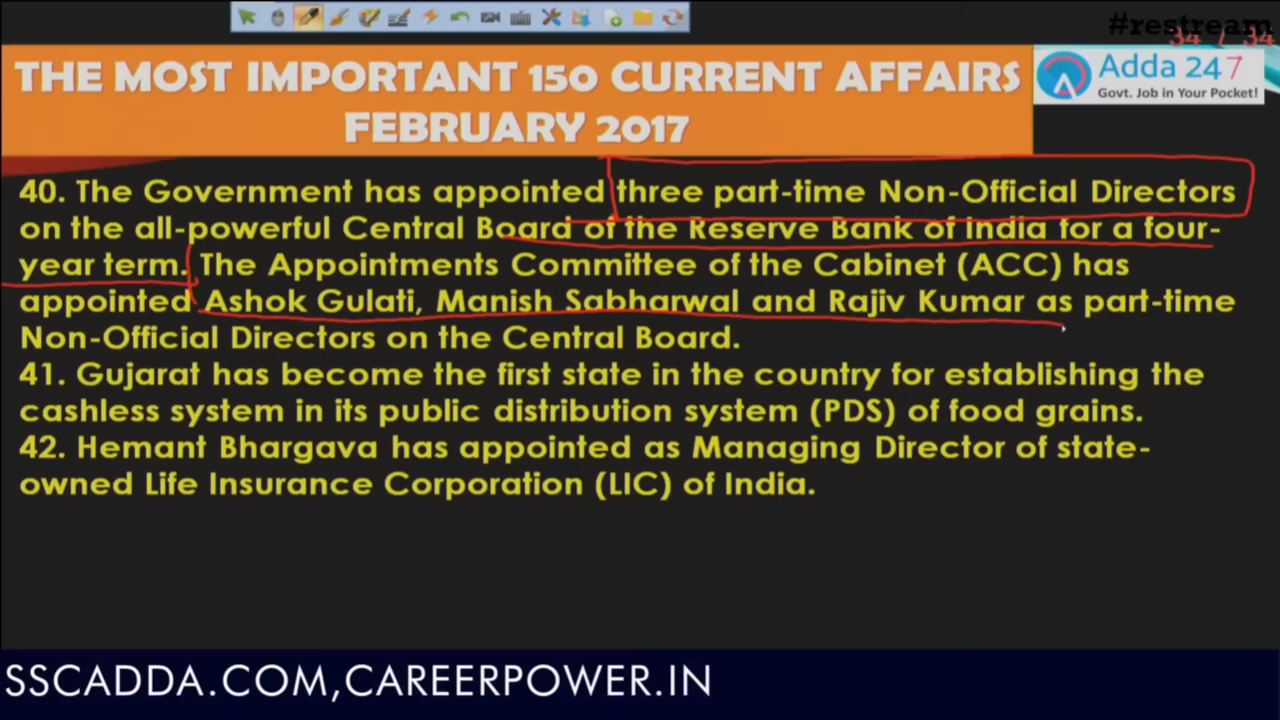 #restream
34 / 34
THE MOST IMPORTANT 150 CURRENT AFFAIRS
FEBRUARY 2017
Adda 247
Govt. Job in Your Pocket!
40. The Government has appointed three part-time Non-Official Directors
on the all-powerful Central Board of the Reserve Bank of India for a four-
year term. The Appointments Committee of the Cabinet (ACC) has
appointed Ashok Gulati, Manish Sabharwal and Rajiv Kumar as part-time
Non-Official Directors on the Central Board.
41. Gujarat has become the first state in the country for establishing the
cashless system in its public distribution system (PDS) of food grains.
42. Hemant Bhargava has appointed as Managing Director of state-
owned Life Insurance Corporation (LIC) of India.
SSCADDA.COM,CAREERPOWER.IN